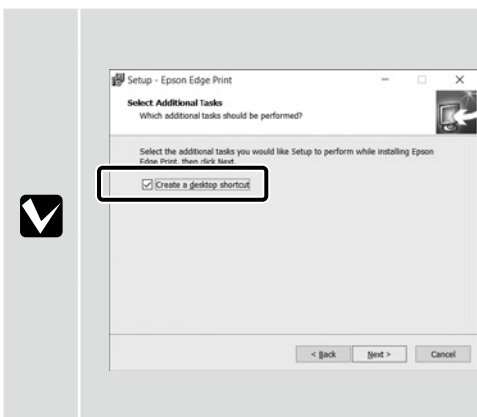 Setup - Epson Edge Print
Select Additional Tasks
Which additional tasks should be performed?
Select the additional tasks you would like Setup to perform while installing Epson
Edge Print, then click Next.
Create a desktop shortcut
< Back Next > Cancel